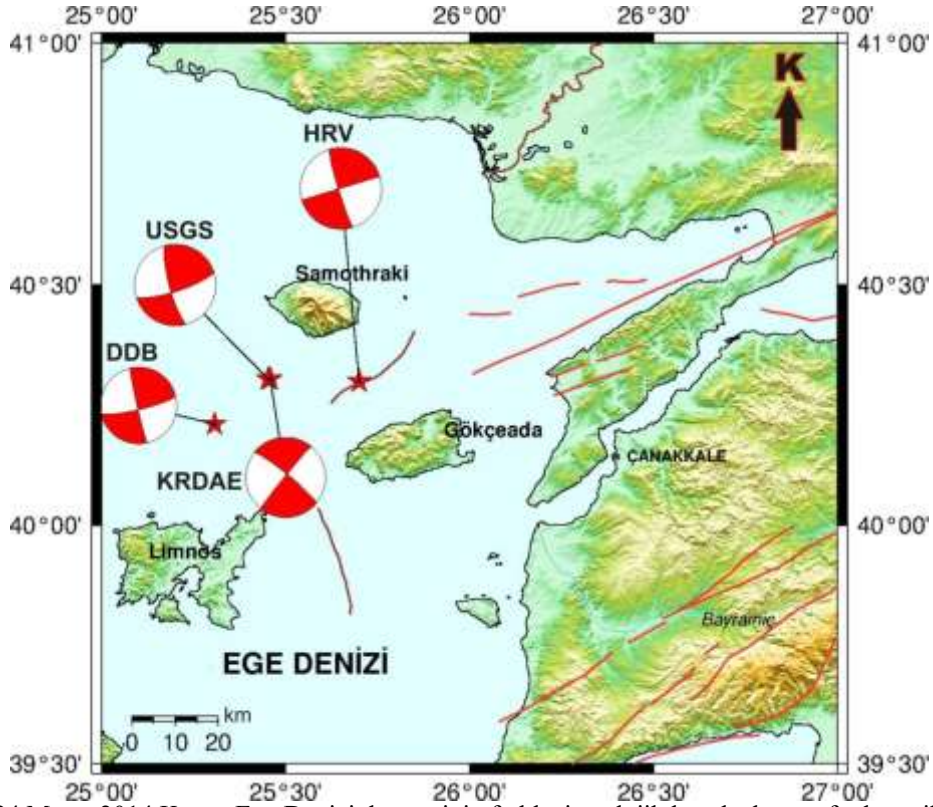 25°00' 25°30' 26°00' 26°30' 27°00'
41°00' 41°00'
K
HRV
USGS
40°30' Samothraki 40°30'
DDB
Gökçeada
ÇANAKKALE
KRDAE
40°00' 40°00'
Limnos
Bayramiç
EGE DENİZİ
km
0 10 20
39°30' 39°30'
25°00' 25°30' 26°00' 26°30' 27°00'